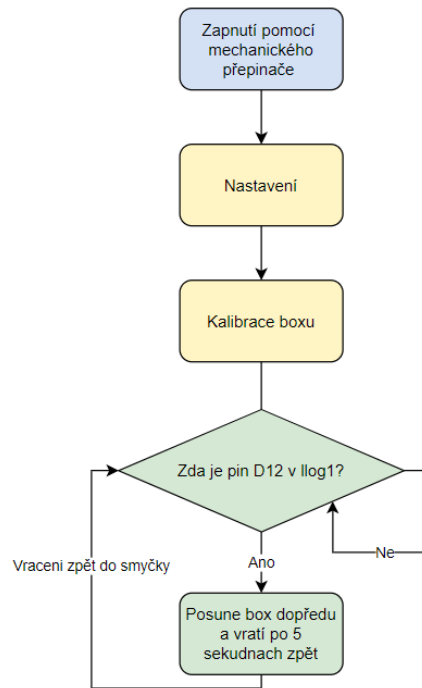 Zapnutí pomocí
mechanického
přepinače
Nastavení
Kalibrace boxu
Zda je pin D12 v llog1?
Ne
Vraceni zpět do smyčky
Ano
Posune box dopředu
a vratí po 5
sekudnach zpět